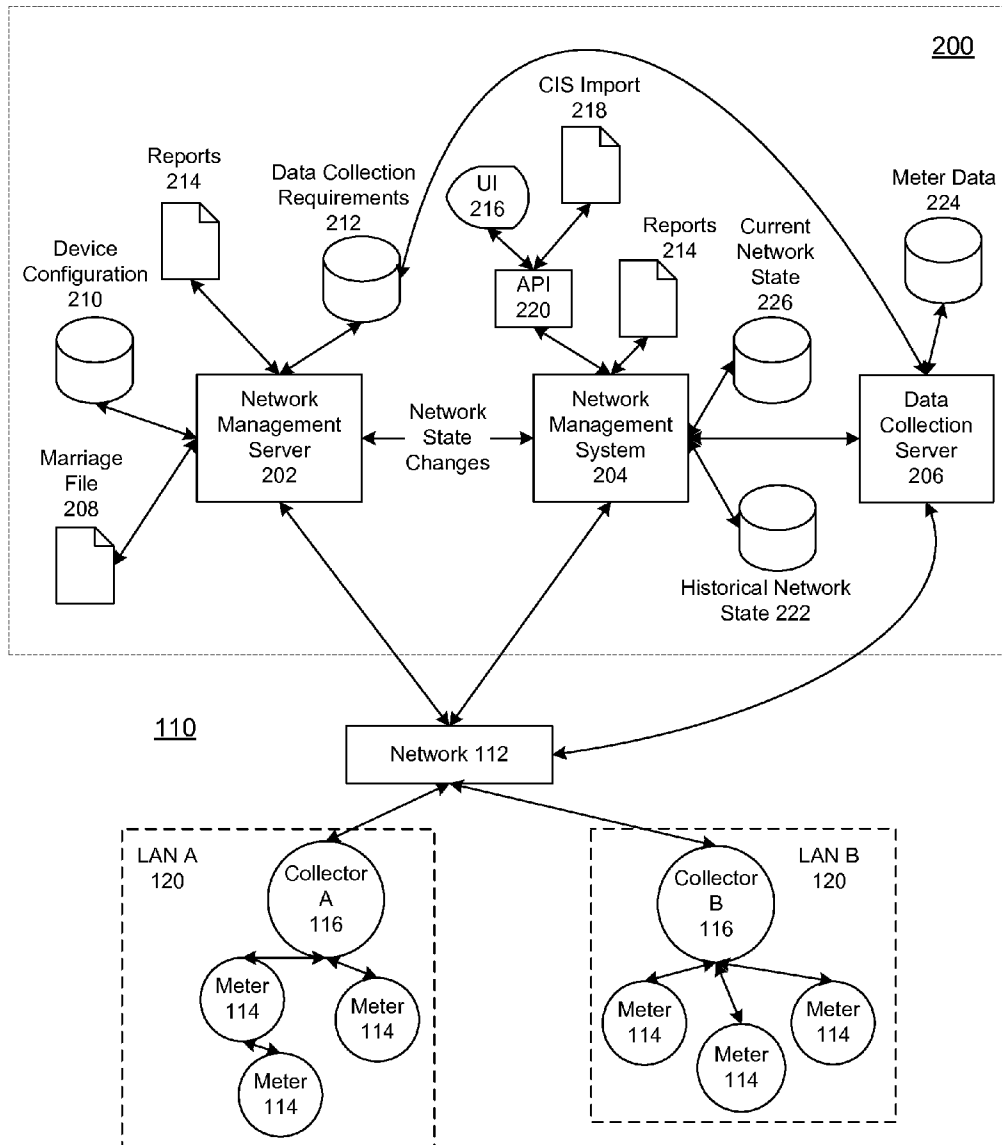 200
CIS Import
218
Reports
214
Data Collection
Requirements
212
UI
216
Meter Data
224
Device
Configuration
210
Reports
214
Current
Network
State
226
API
220
Network
Management
Server
202
Network
State
Changes
Network
Management
System
204
Data
Collection
Server
206
Marriage
File
208
Historical Network
State 222
110
Network 112
LAN A
120
Collector
A
116
Meter
114
Meter
114
Meter
114
LAN B
120
Collector
B
116
Meter
114
Meter
114
Meter
114